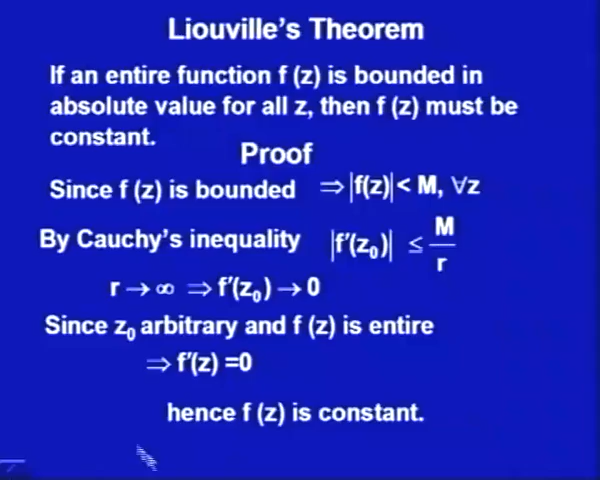 Liouville's Theorem
If an entire function f (z) is bounded in
absolute value for all z, then f (z) must be
constant.
Proof
Since f (z) is bounded ⇒|f(z)|< M, ∀z
By Cauchy's inequality |f′(z₀)| ≤ M/r
r → ∞ ⇒ f′(z₀) → 0
Since z₀ arbitrary and f (z) is entire
⇒ f′(z) =0
hence f (z) is constant.